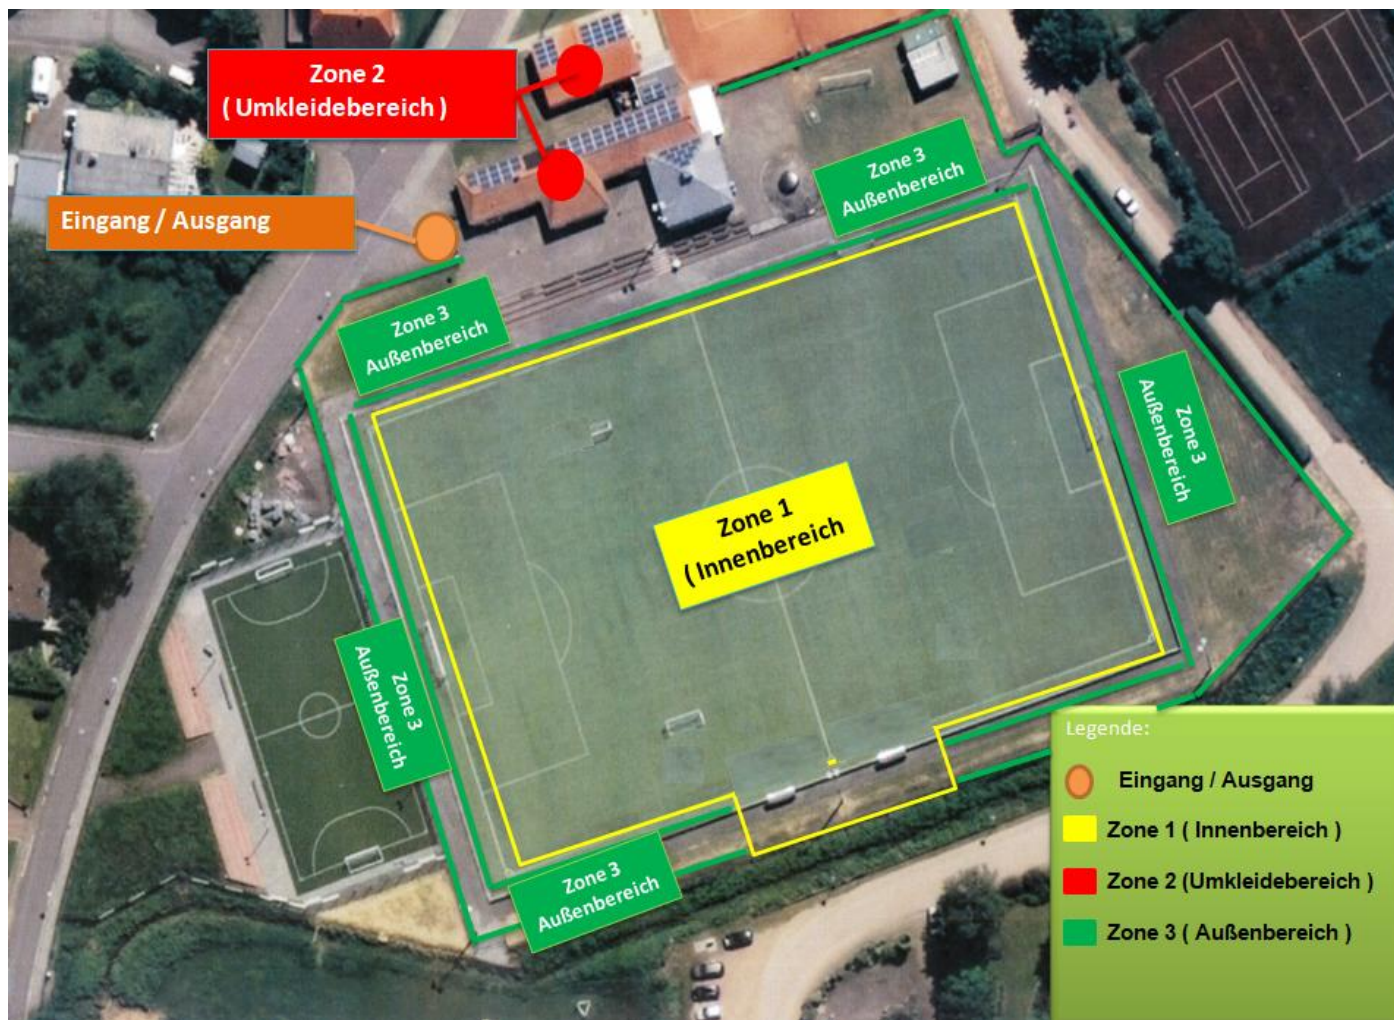 Zone 2
( Umkleidebereich )
Eingang / Ausgang
Zone 3
Außenbereich
Zone 3
Außenbereich
Zone 3
Außenbereich
Zone 1
( Innenbereich
Zone 3
Außenbereich
Zone 3
Außenbereich
Legende:
Eingang / Ausgang
Zone 1 ( Innenbereich )
Zone 2 (Umkleidebereich )
Zone 3 ( Außenbereich )